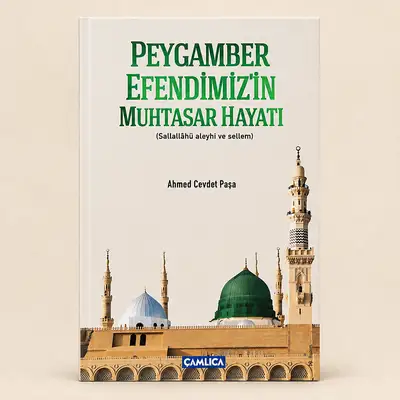 PEYGAMBER
EFENDİMİZ'İN
MUHTASAR HAYATI
(Sallallâhü aleyhi ve sellem)
Ahmed Cevdet Paşa
ÇAMLICA